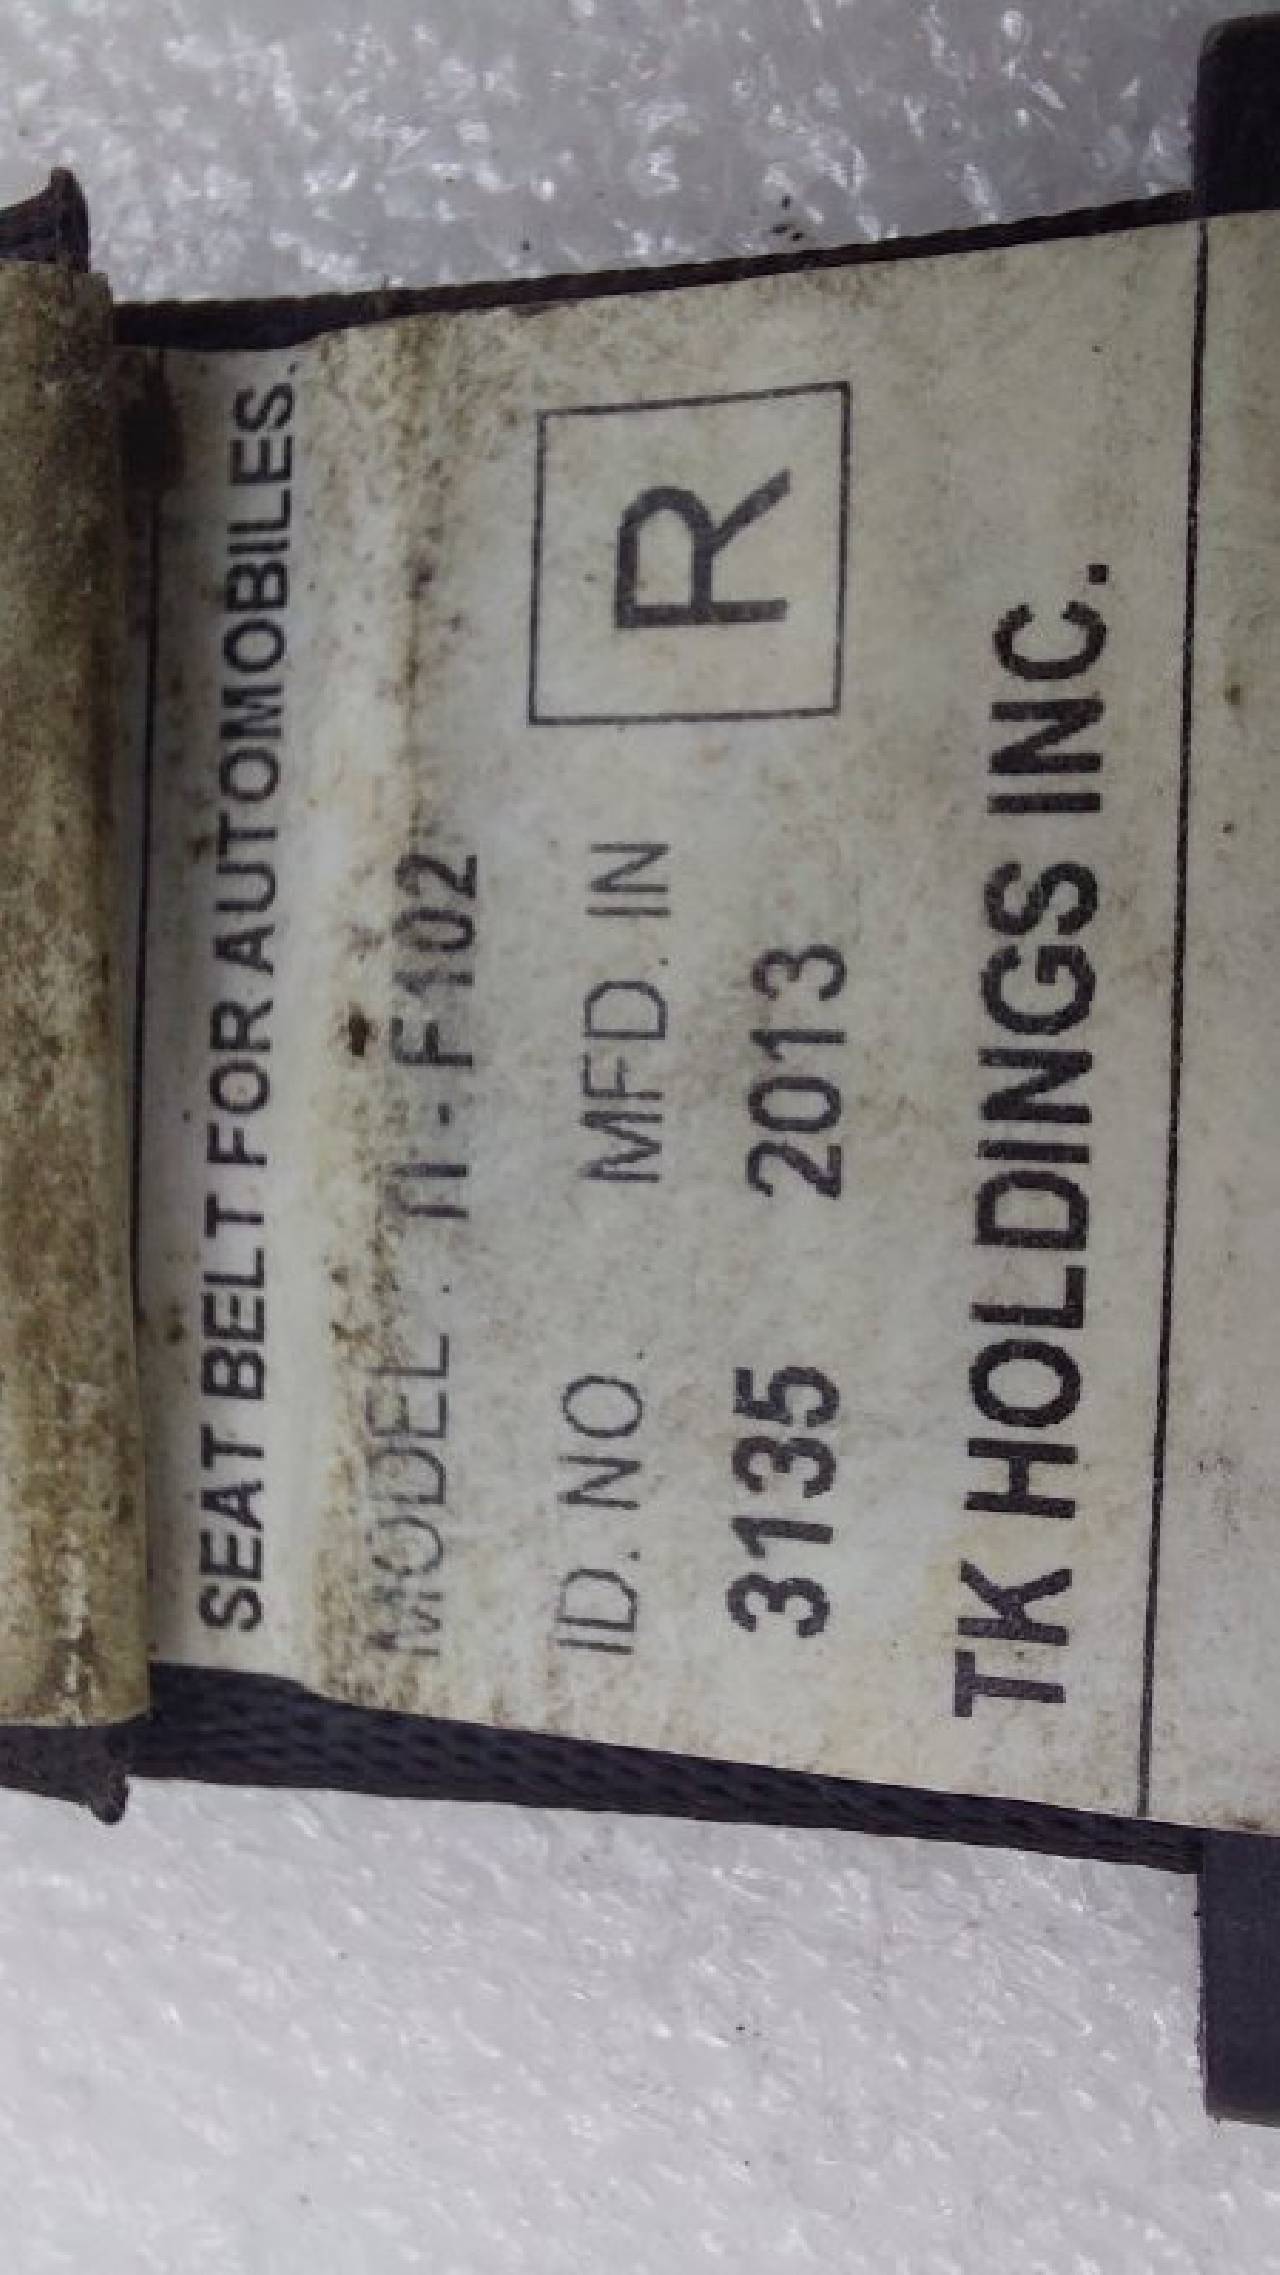 SEAT BELT FOR AUTOMOBILES.
MODEL. TI-F102
ID. NO. MFD. IN
3135 2013
R
TK HOLDINGS INC.